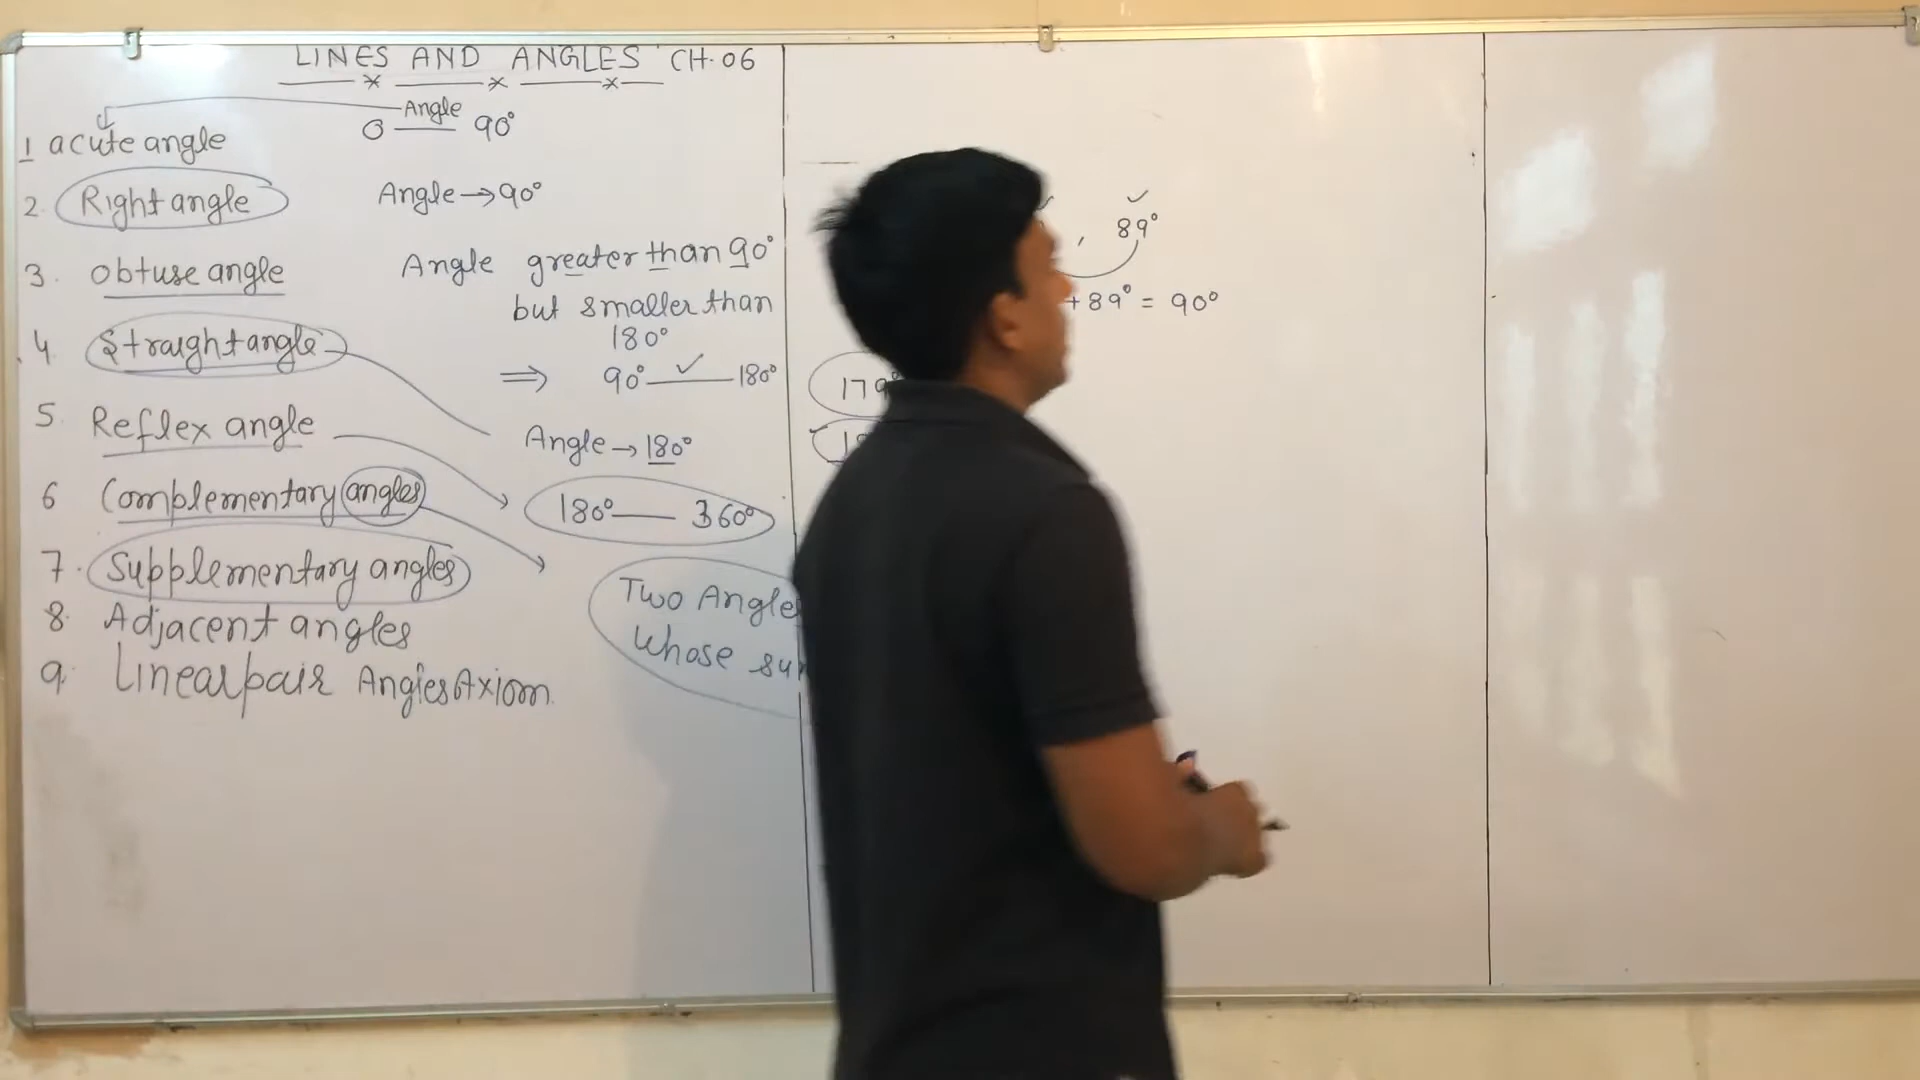 LINES AND ANGLES CH. 06
1 acute angle
Angle
0 — 90°
2. Right angle
Angle → 90°
3. obtuse angle
Angle greater than 90°
but smaller than
180°
⇒ 90° ✓ — 180°
4 Straight angle
Angle → 180°
5. Reflex angle
180° — 360°
6 Complementary angles
Two Angle
Whose
7. Supplementary angles
8. Adjacent angles
9. Linear pair Angles Axiom.
, 89°
+ 89° = 90°
179°